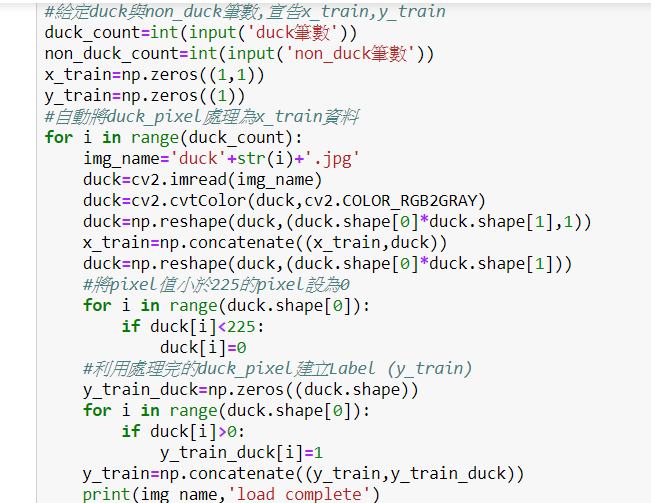 #給定duck與non_duck筆數,宣告x_train,y_train
duck_count=int(input('duck筆數'))
non_duck_count=int(input('non_duck筆數'))
x_train=np.zeros((1,1))
y_train=np.zeros((1))
#自動將duck_pixel處理為x_train資料
for i in range(duck_count):
    img_name='duck'+str(i)+'.jpg'
    duck=cv2.imread(img_name)
    duck=cv2.cvtColor(duck,cv2.COLOR_RGB2GRAY)
    duck=np.reshape(duck,(duck.shape[0]*duck.shape[1],1))
    x_train=np.concatenate((x_train,duck))
    duck=np.reshape(duck,(duck.shape[0]*duck.shape[1]))
    #將pixel值小於225的pixel設為0
    for i in range(duck.shape[0]):
        if duck[i]<225:
            duck[i]=0
    #利用處理完的duck_pixel建立Label (y_train)
    y_train_duck=np.zeros((duck.shape))
    for i in range(duck.shape[0]):
        if duck[i]>0:
            y_train_duck[i]=1
    y_train=np.concatenate((y_train,y_train_duck))
    print(img_name,'load complete')